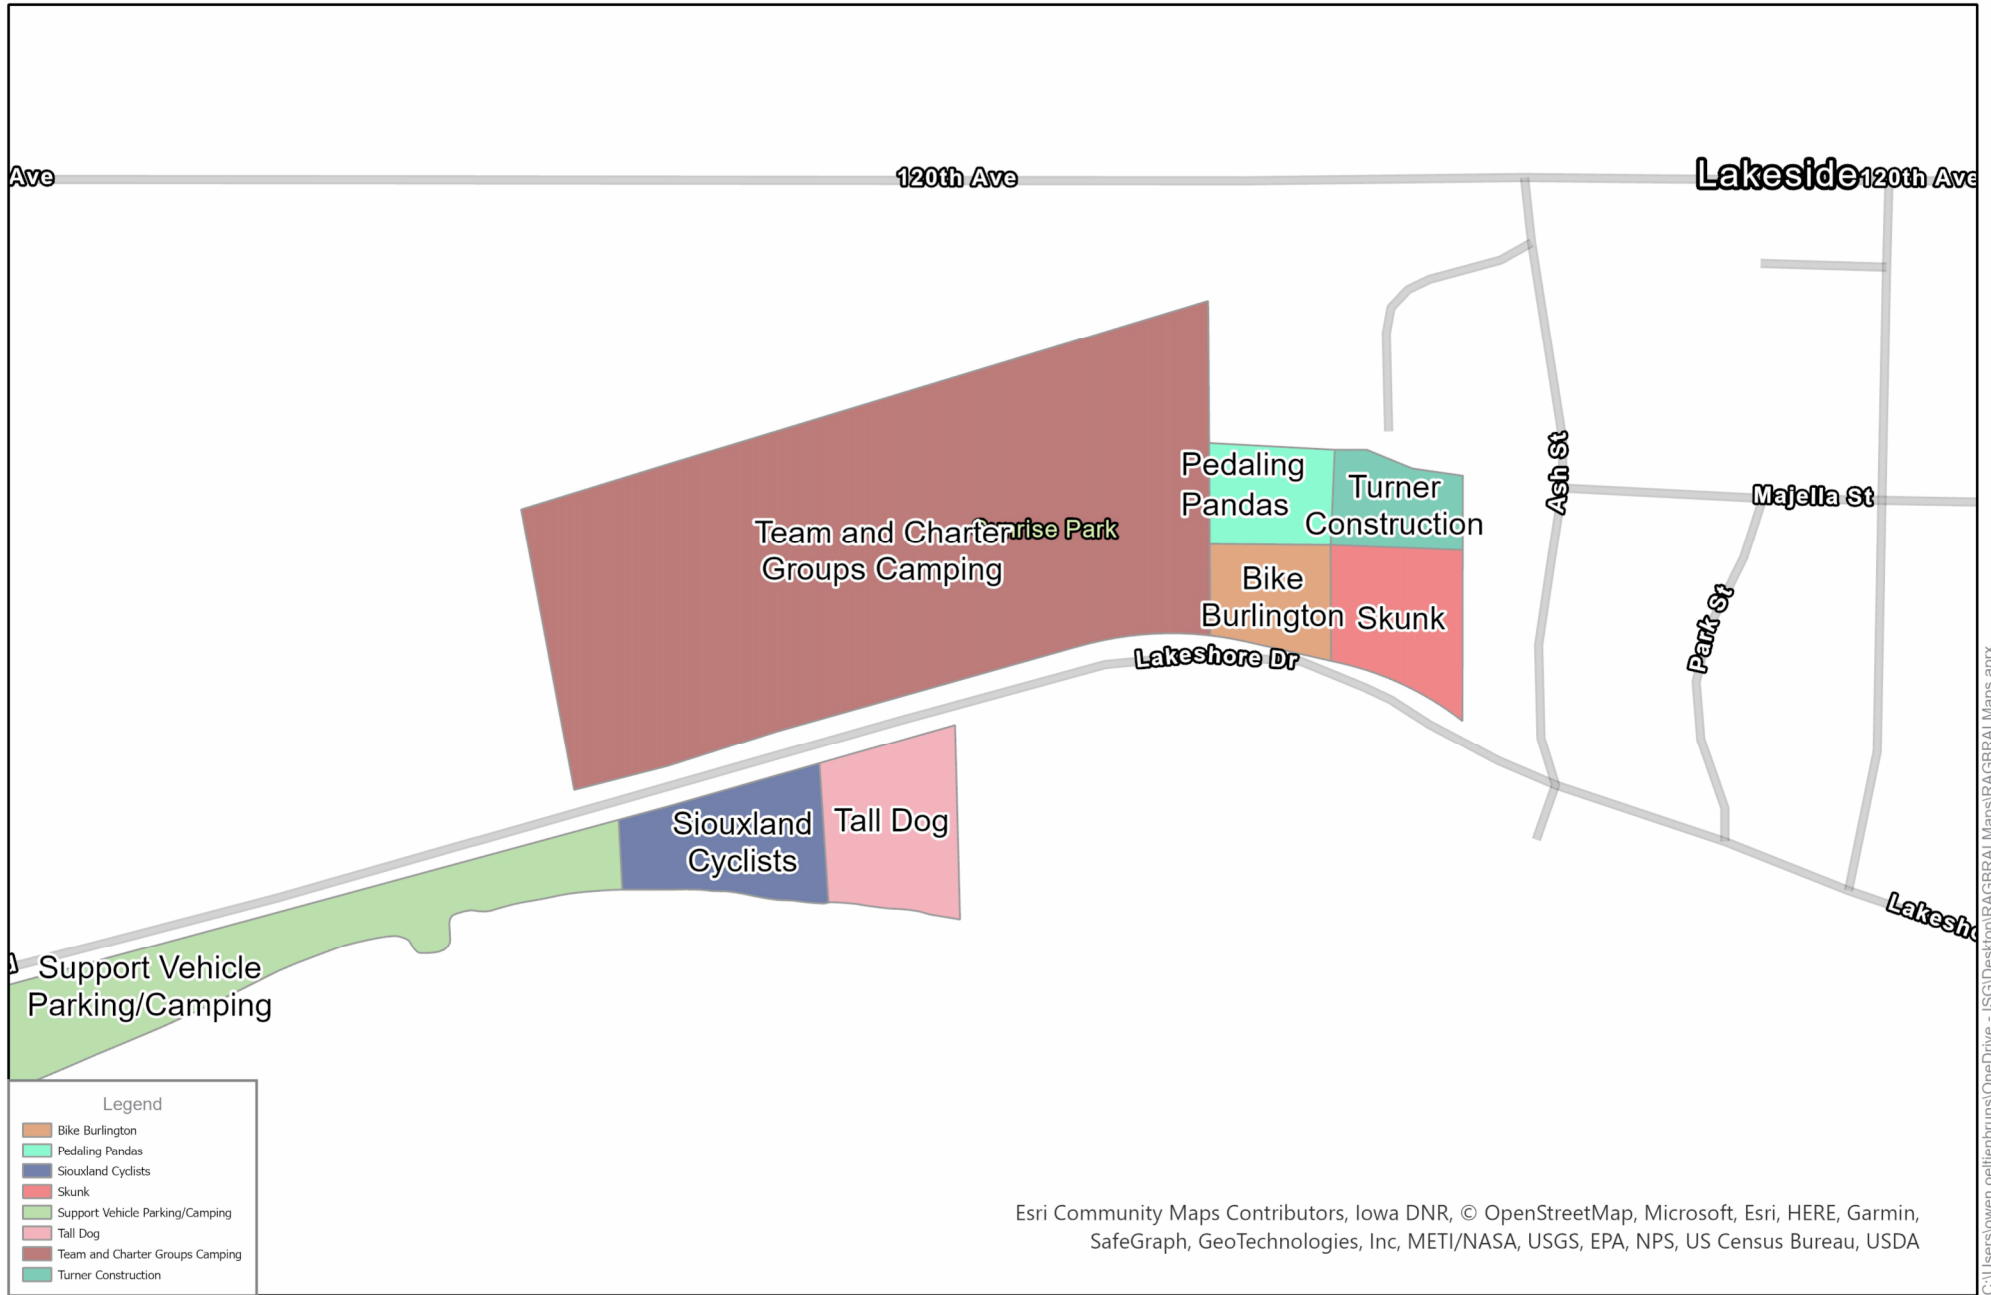 Ave
120th Ave
Lakeside
120th Ave
Ash St
Majella St
Park St
Pedaling
Pandas
Turner
Construction
Team and Charter
Groups Camping
Park
Bike
Burlington
Skunk
Lakeshore Dr
Siouxland
Cyclists
Tall Dog
Support Vehicle
Parking/Camping
Legend
Bike Burlington
Pedaling Pandas
Siouxland Cyclists
Skunk
Support Vehicle Parking/Camping
Tall Dog
Team and Charter Groups Camping
Turner Construction
Esri Community Maps Contributors, Iowa DNR, © OpenStreetMap, Microsoft, Esri, HERE, Garmin,
SafeGraph, GeoTechnologies, Inc, METI/NASA, USGS, EPA, NPS, US Census Bureau, USDA